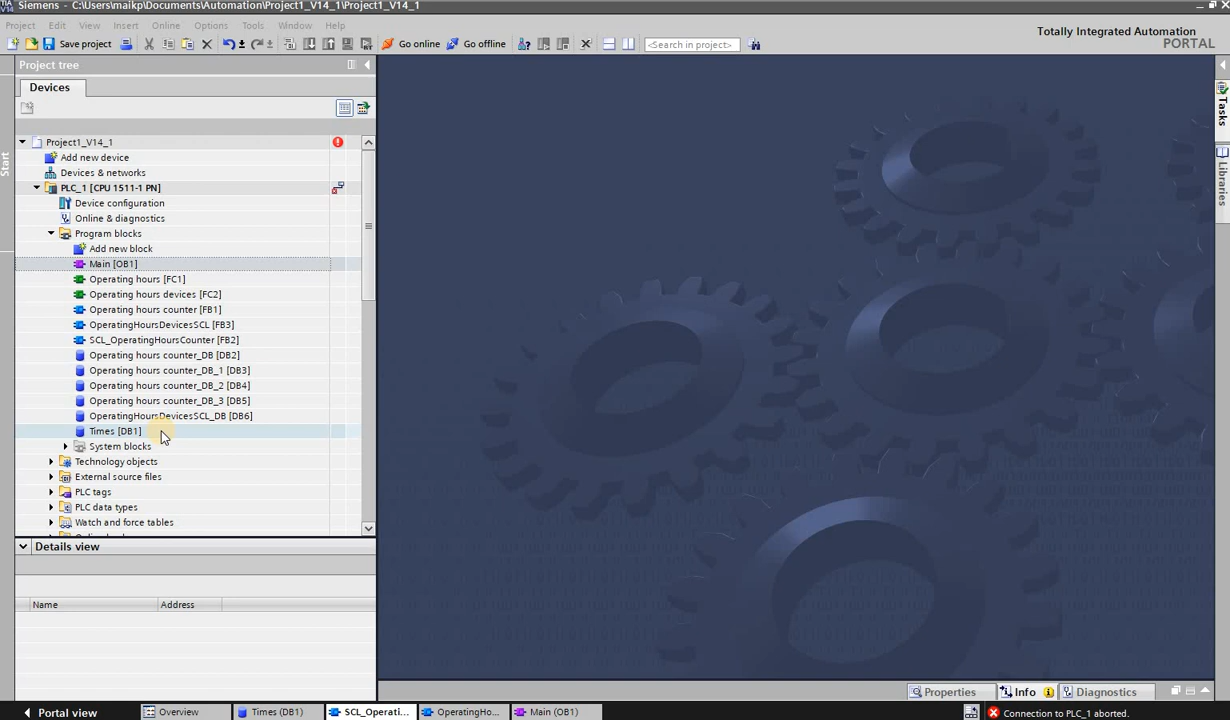 TIA
V14
Siemens - C:\Users\maikp\Documents\Automation\Project1_V14_1\Project1_V14_1
Project Edit View Insert Online Options Tools Window Help
Save project
Go online
Go offline
<Search in project>
Totally Integrated Automation
PORTAL
Project tree
Devices
Start
Project1_V14_1
Add new device
Devices & networks
PLC_1 [CPU 1511-1 PN]
Device configuration
Online & diagnostics
Program blocks
Add new block
Main [OB1]
Operating hours [FC1]
Operating hours devices [FC2]
Operating hours counter [FB1]
OperatingHoursDevicesSCL [FB3]
SCL_OperatingHoursCounter [FB2]
Operating hours counter_DB [DB2]
Operating hours counter_DB_1 [DB3]
Operating hours counter_DB_2 [DB4]
Operating hours counter_DB_3 [DB5]
OperatingHoursDevicesSCL_DB [DB6]
Times [DB1]
System blocks
Technology objects
External source files
PLC tags
PLC data types
Watch and force tables
Details view
Name Address
Tasks
Libraries
Properties Info Diagnostics
Portal view Overview Times (DB1) SCL_Operati... OperatingHo... Main (OB1) Connection to PLC_1 aborted.